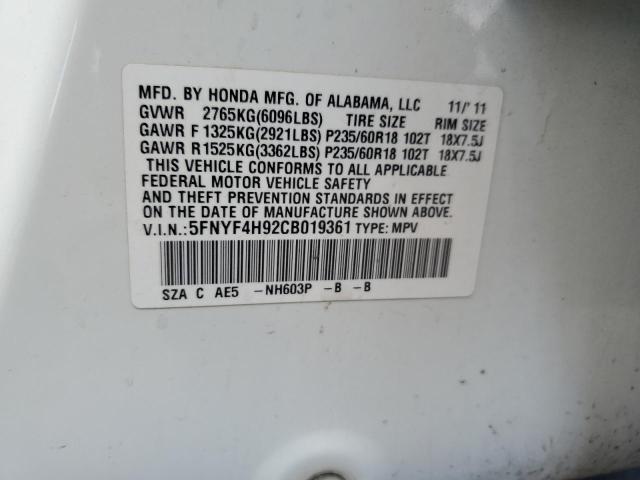 MFD. BY HONDA MFG. OF ALABAMA, LLC 11/'11
GVWR 2765KG(6096LBS) TIRE SIZE RIM SIZE
GAWR F 1325KG(2921LBS) P235/60R18 102T 18X7.5J
GAWR R 1525KG(3362LBS) P235/60R18 102T 18X7.5J
THIS VEHICLE CONFORMS TO ALL APPLICABLE
FEDERAL MOTOR VEHICLE SAFETY
AND THEFT PREVENTION STANDARDS IN EFFECT
ON THE DATE OF MANUFACTURE SHOWN ABOVE.
V.I.N.: 5FNYF4H92CB019361 TYPE: MPV
SZA C AE5 -NH603P -B -B